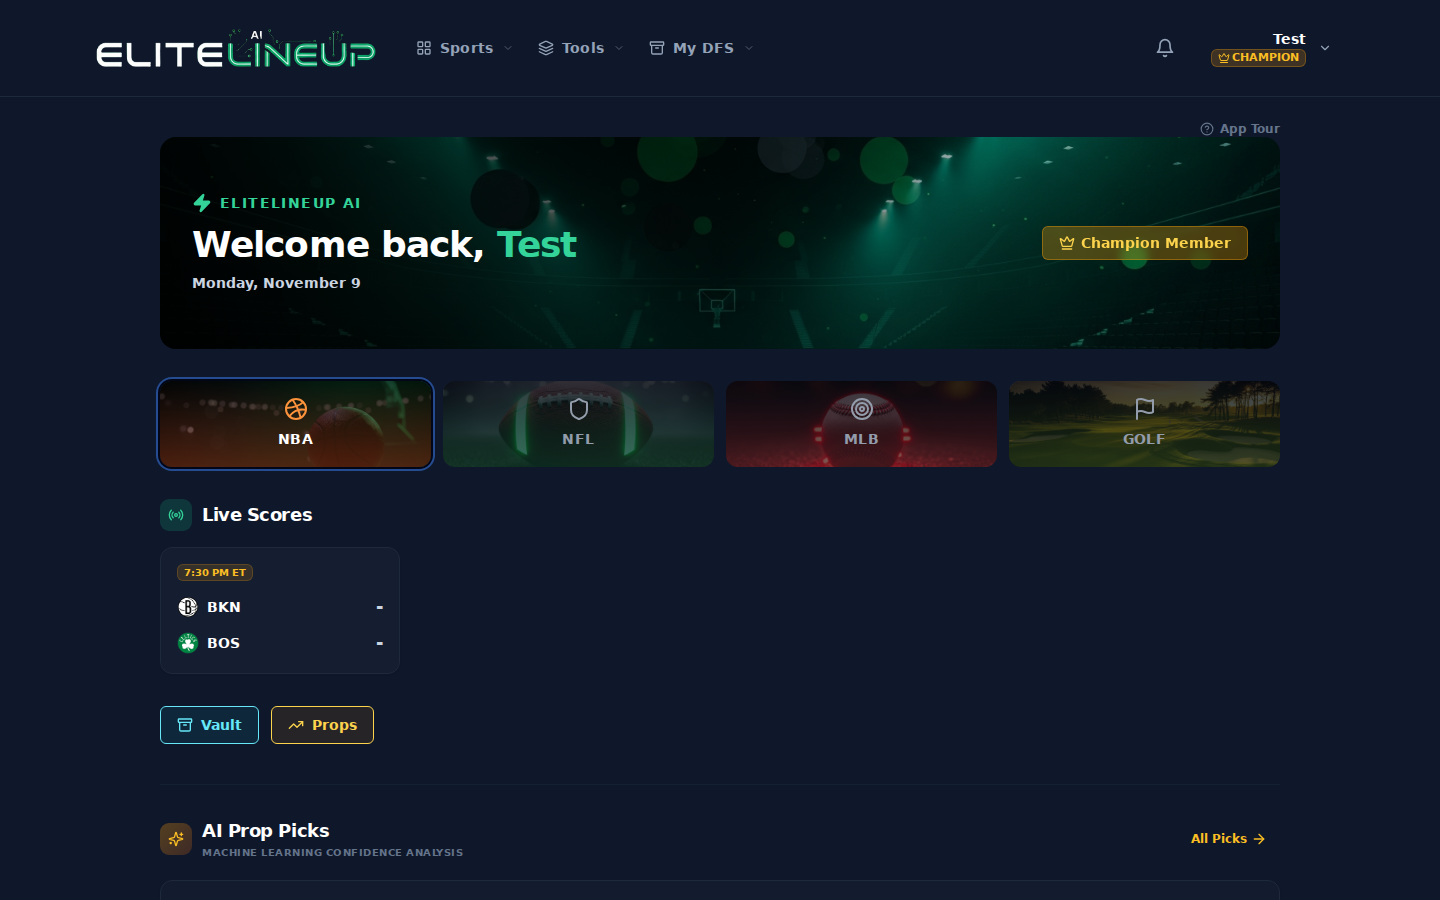 ELITELINEUP
AI
Sports
Tools
My DFS
Test
CHAMPION
App Tour
ELITELINEUP AI
Welcome back, Test
Monday, November 9
Champion Member
NBA
NFL
MLB
GOLF
Live Scores
7:30 PM ET
BKN -
BOS -
Vault
Props
AI Prop Picks
MACHINE LEARNING CONFIDENCE ANALYSIS
All Picks